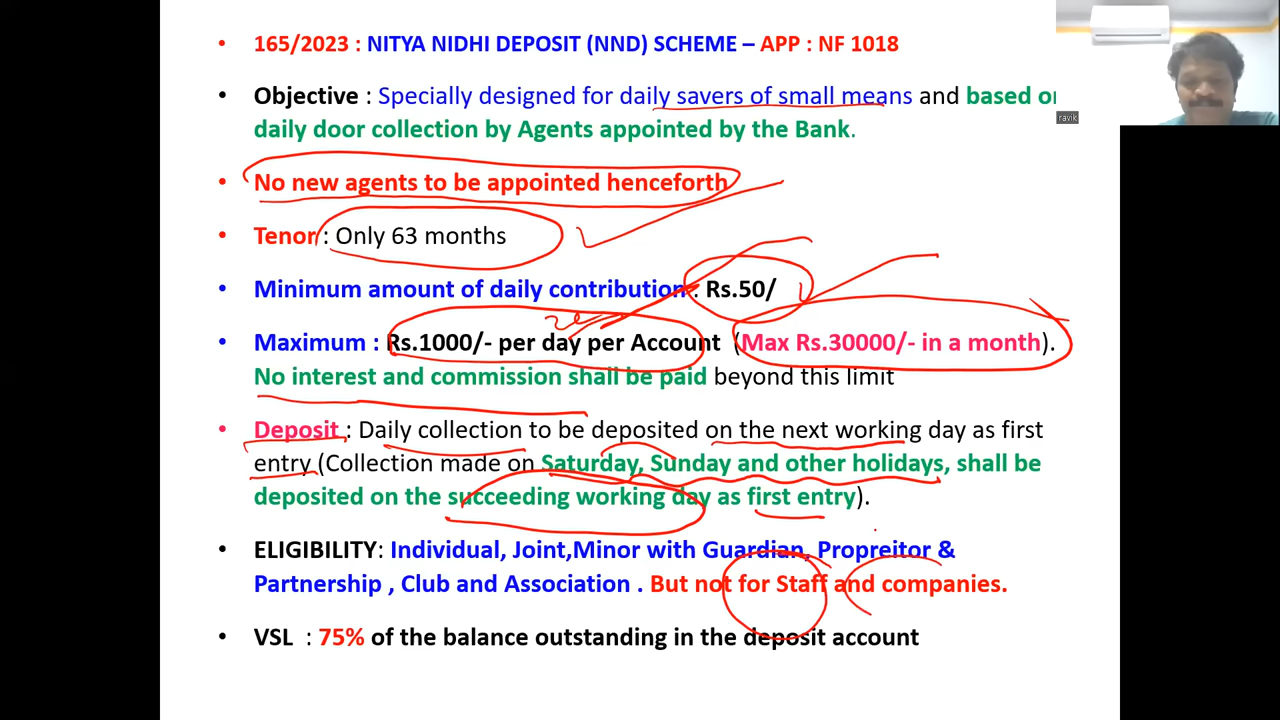 • 165/2023 : NITYA NIDHI DEPOSIT (NND) SCHEME – APP : NF 1018
• Objective : Specially designed for daily savers of small means and based on
daily door collection by Agents appointed by the Bank.
• No new agents to be appointed henceforth
• Tenor : Only 63 months
• Minimum amount of daily contribution : Rs.50/
• Maximum : Rs.1000/- per day per Account (Max Rs.30000/- in a month).
No interest and commission shall be paid beyond this limit
• Deposit : Daily collection to be deposited on the next working day as first
entry (Collection made on Saturday, Sunday and other holidays, shall be
deposited on the succeeding working day as first entry).
• ELIGIBILITY: Individual, Joint,Minor with Guardian, Propreitor &
Partnership , Club and Association . But not for Staff and companies.
• VSL : 75% of the balance outstanding in the deposit account
ravik